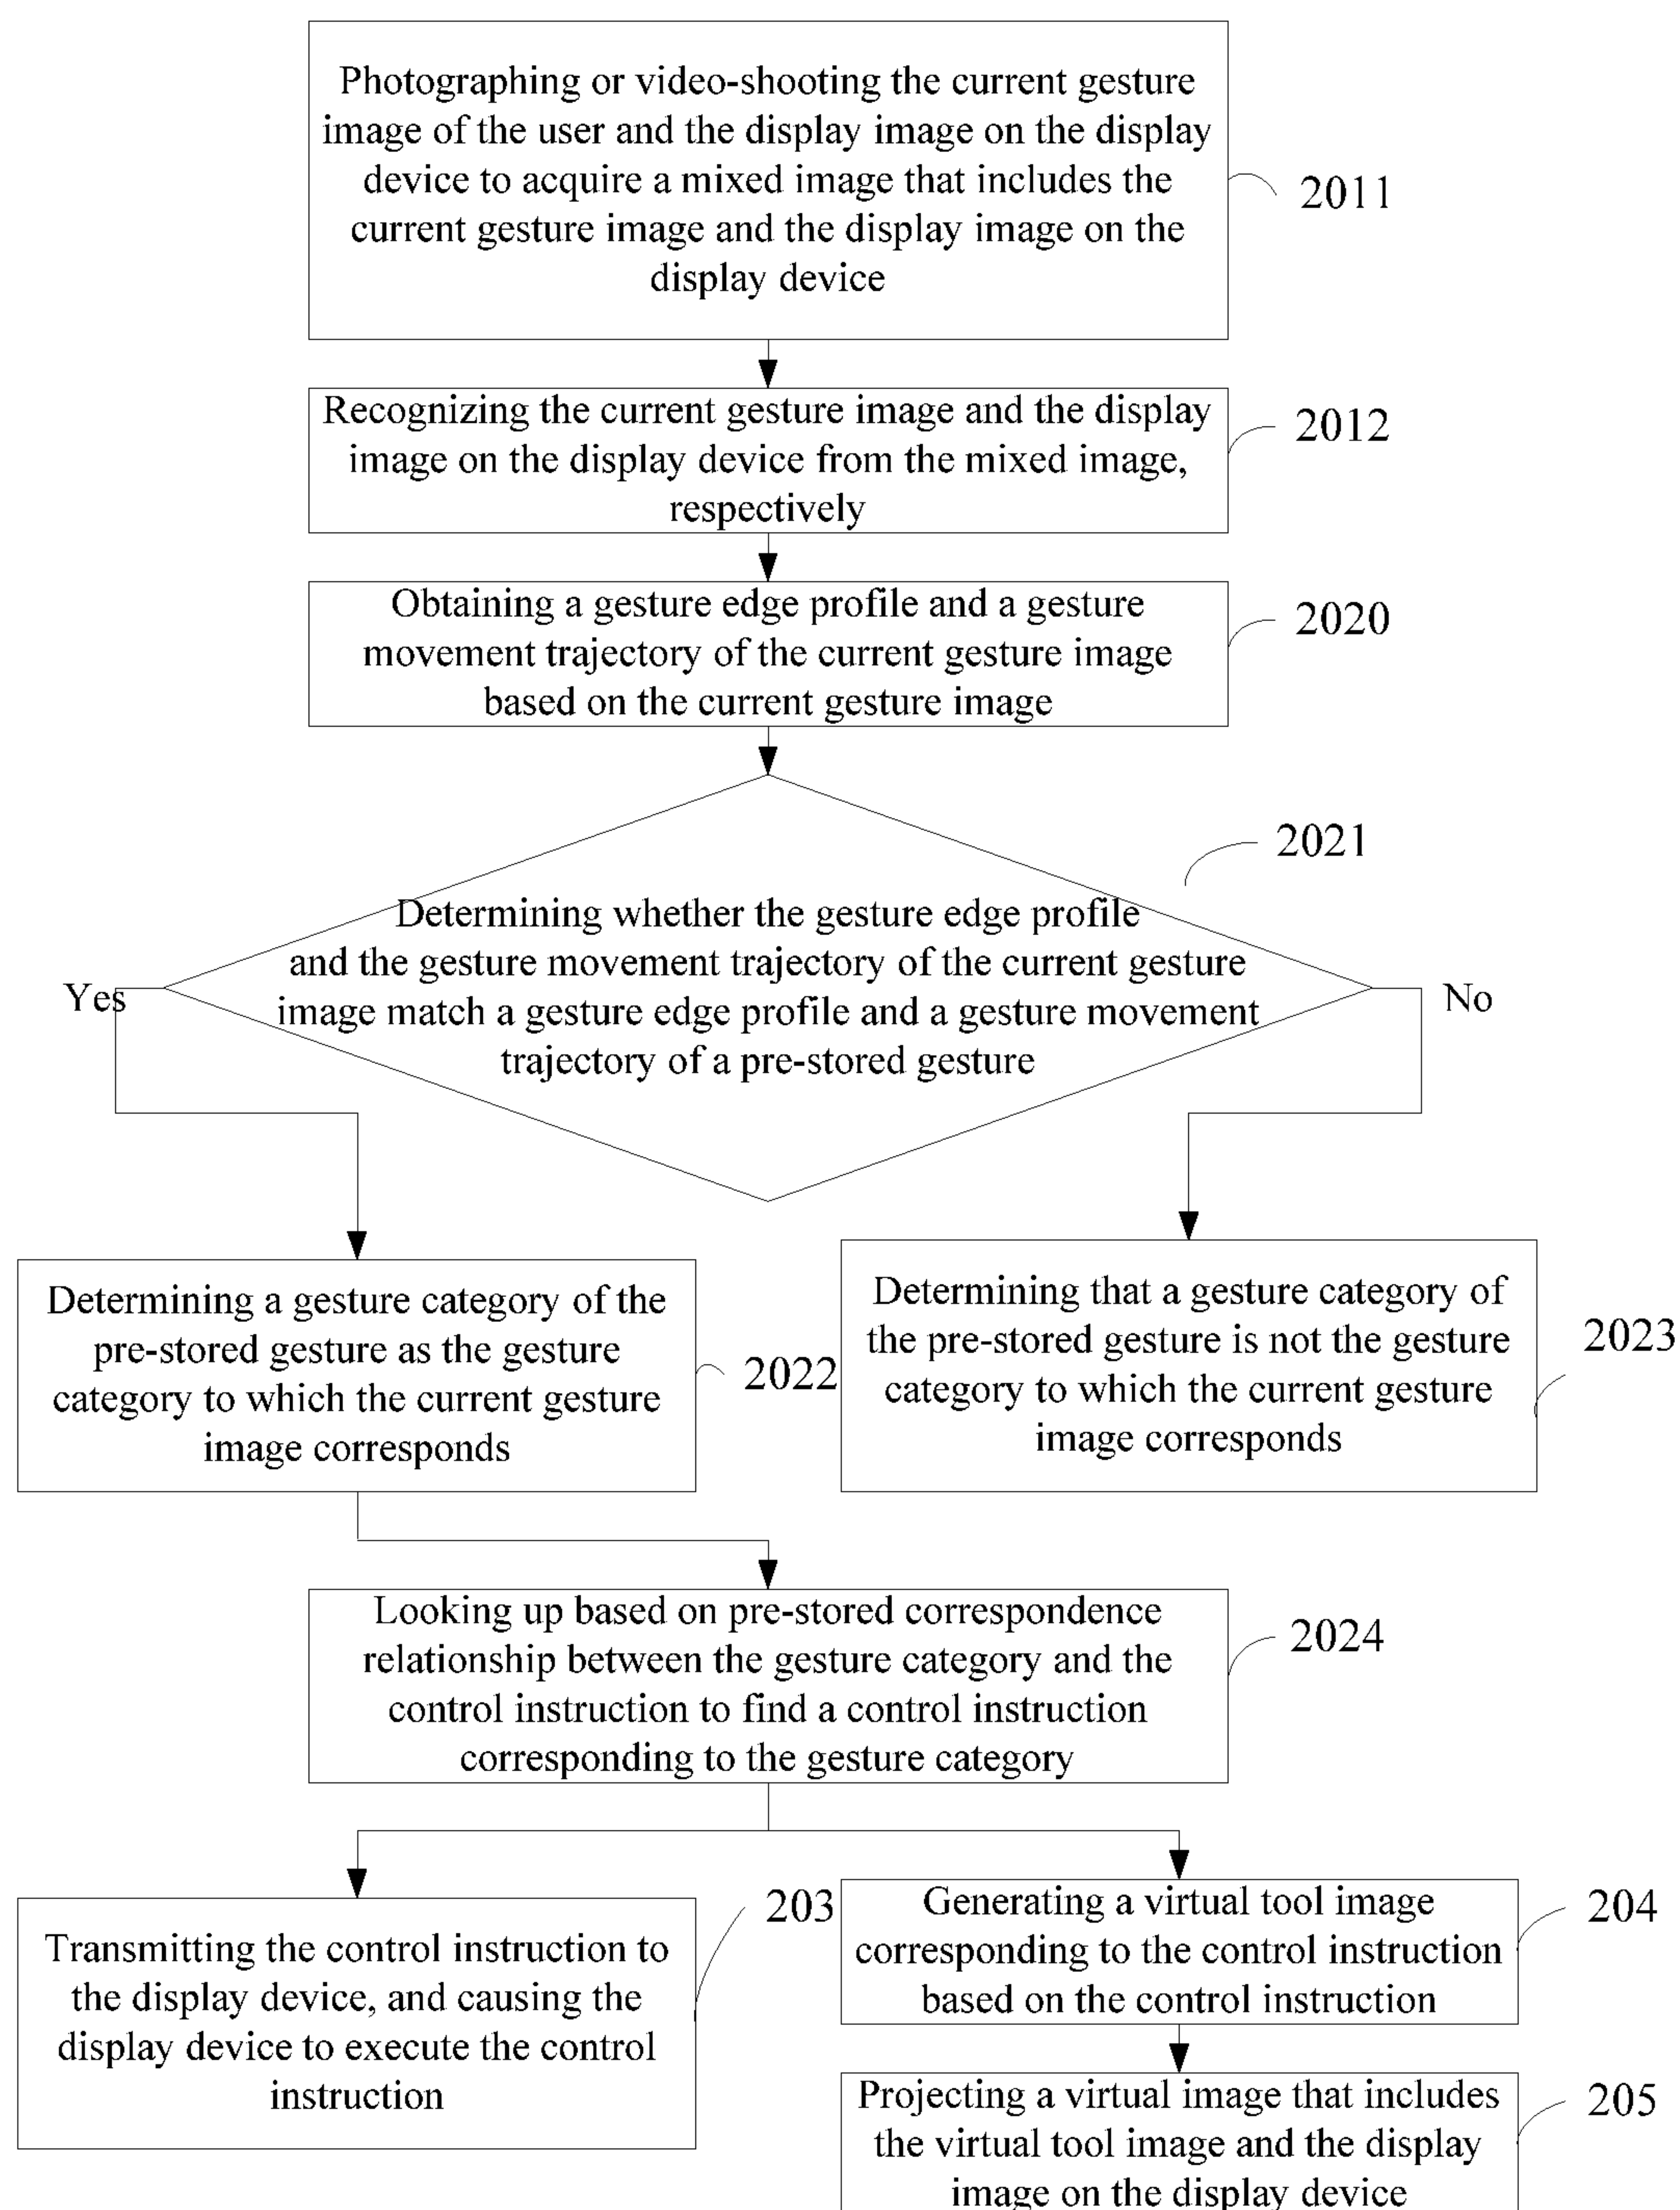 Photographing or video-shooting the current gesture
image of the user and the display image on the display
device to acquire a mixed image that includes the
current gesture image and the display image on the
display device
2011
Recognizing the current gesture image and the display
image on the display device from the mixed image,
respectively
2012
Obtaining a gesture edge profile and a gesture
movement trajectory of the current gesture image
based on the current gesture image
2020
2021
Determining whether the gesture edge profile
and the gesture movement trajectory of the current gesture
image match a gesture edge profile and a gesture movement
trajectory of a pre-stored gesture
Yes
No
Determining a gesture category of the
pre-stored gesture as the gesture
category to which the current gesture
image corresponds
2022
Determining that a gesture category of
the pre-stored gesture is not the gesture
category to which the current gesture
image corresponds
2023
Looking up based on pre-stored correspondence
relationship between the gesture category and the
control instruction to find a control instruction
corresponding to the gesture category
2024
Transmitting the control instruction to
the display device, and causing the
display device to execute the control
instruction
203
Generating a virtual tool image
corresponding to the control instruction
based on the control instruction
204
Projecting a virtual image that includes
the virtual tool image and the display
image on the display device
205